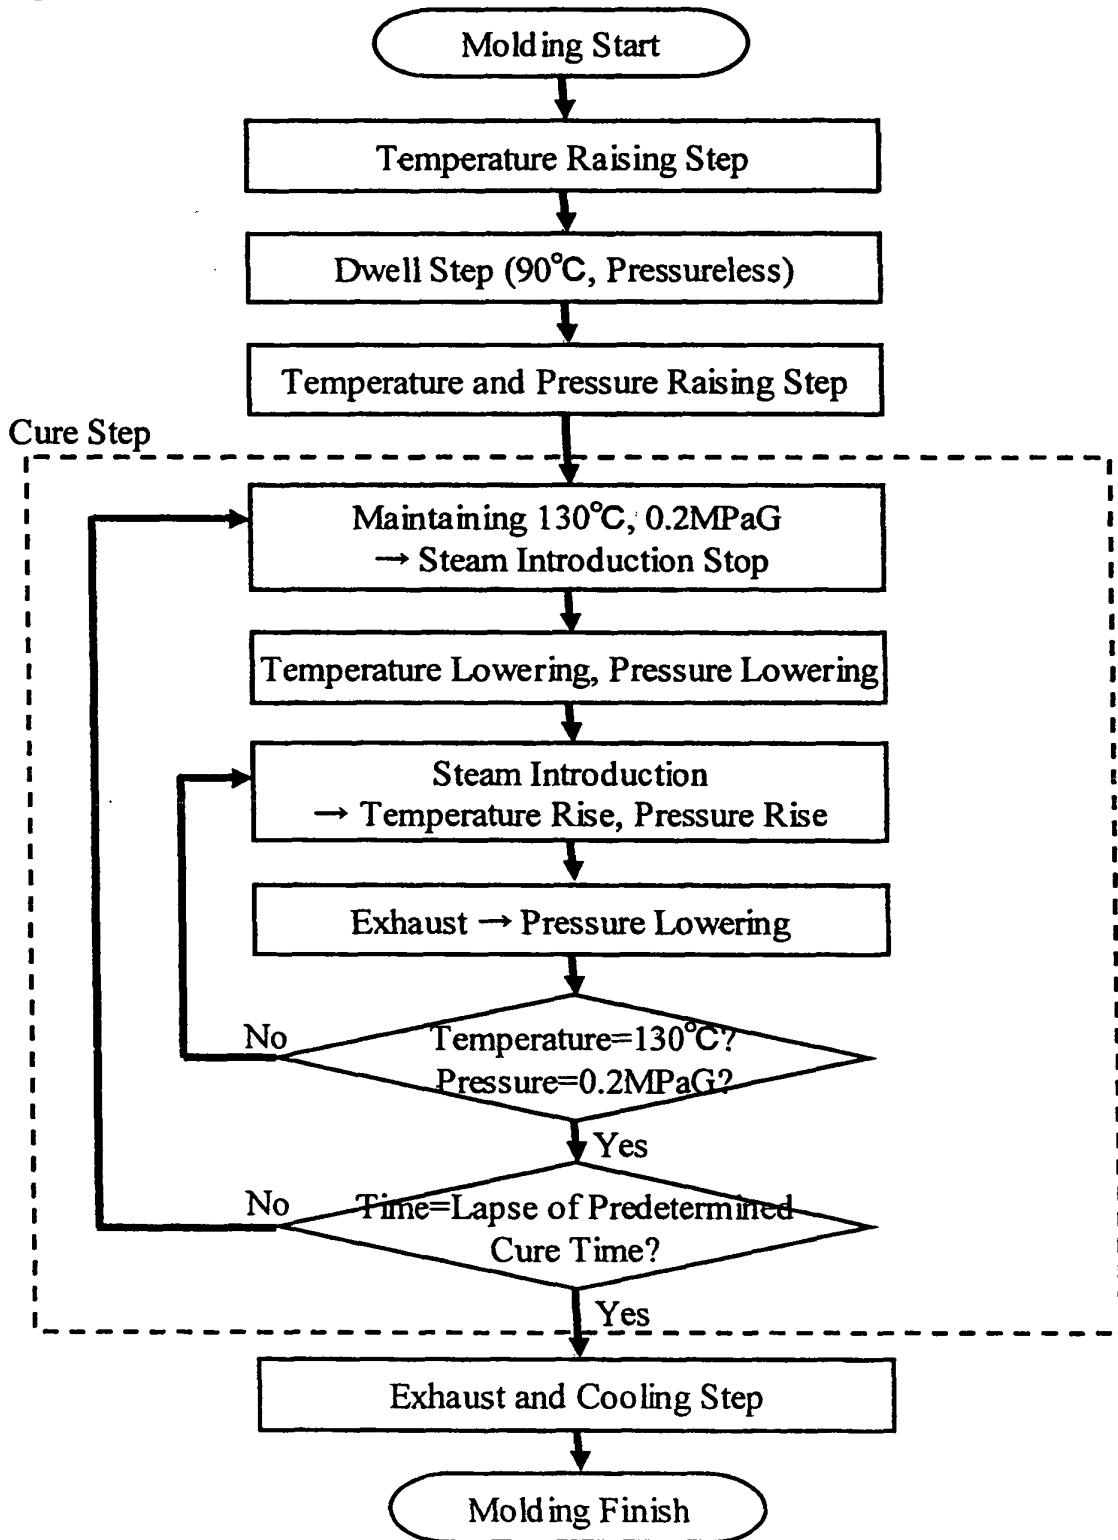 Molding Start
Temperature Raising Step
Dwell Step (90℃, Pressureless)
Temperature and Pressure Raising Step
Cure Step
Maintaining 130℃, 0.2MPaG
→ Steam Introduction Stop
Temperature Lowering, Pressure Lowering
Steam Introduction
→ Temperature Rise, Pressure Rise
Exhaust → Pressure Lowering
No
Temperature=130℃?
Pressure=0.2MPaG?
Yes
No
Time=Lapse of Predetermined
Cure Time?
Yes
Exhaust and Cooling Step
Molding Finish